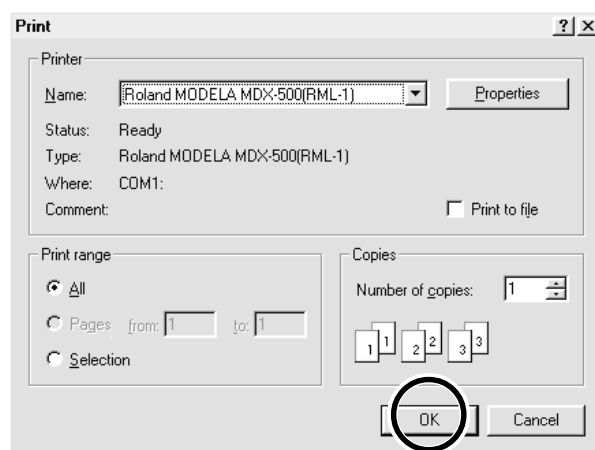 Print
Printer
Name: Roland MODELA MDX-500(RML-1) Properties
Status: Ready
Type: Roland MODELA MDX-500(RML-1)
Where: COM1:
Comment: Print to file
Print range
All
Pages from: 1 to: 1
Selection
Copies
Number of copies: 1
1 1 2 2 3 3
OK Cancel